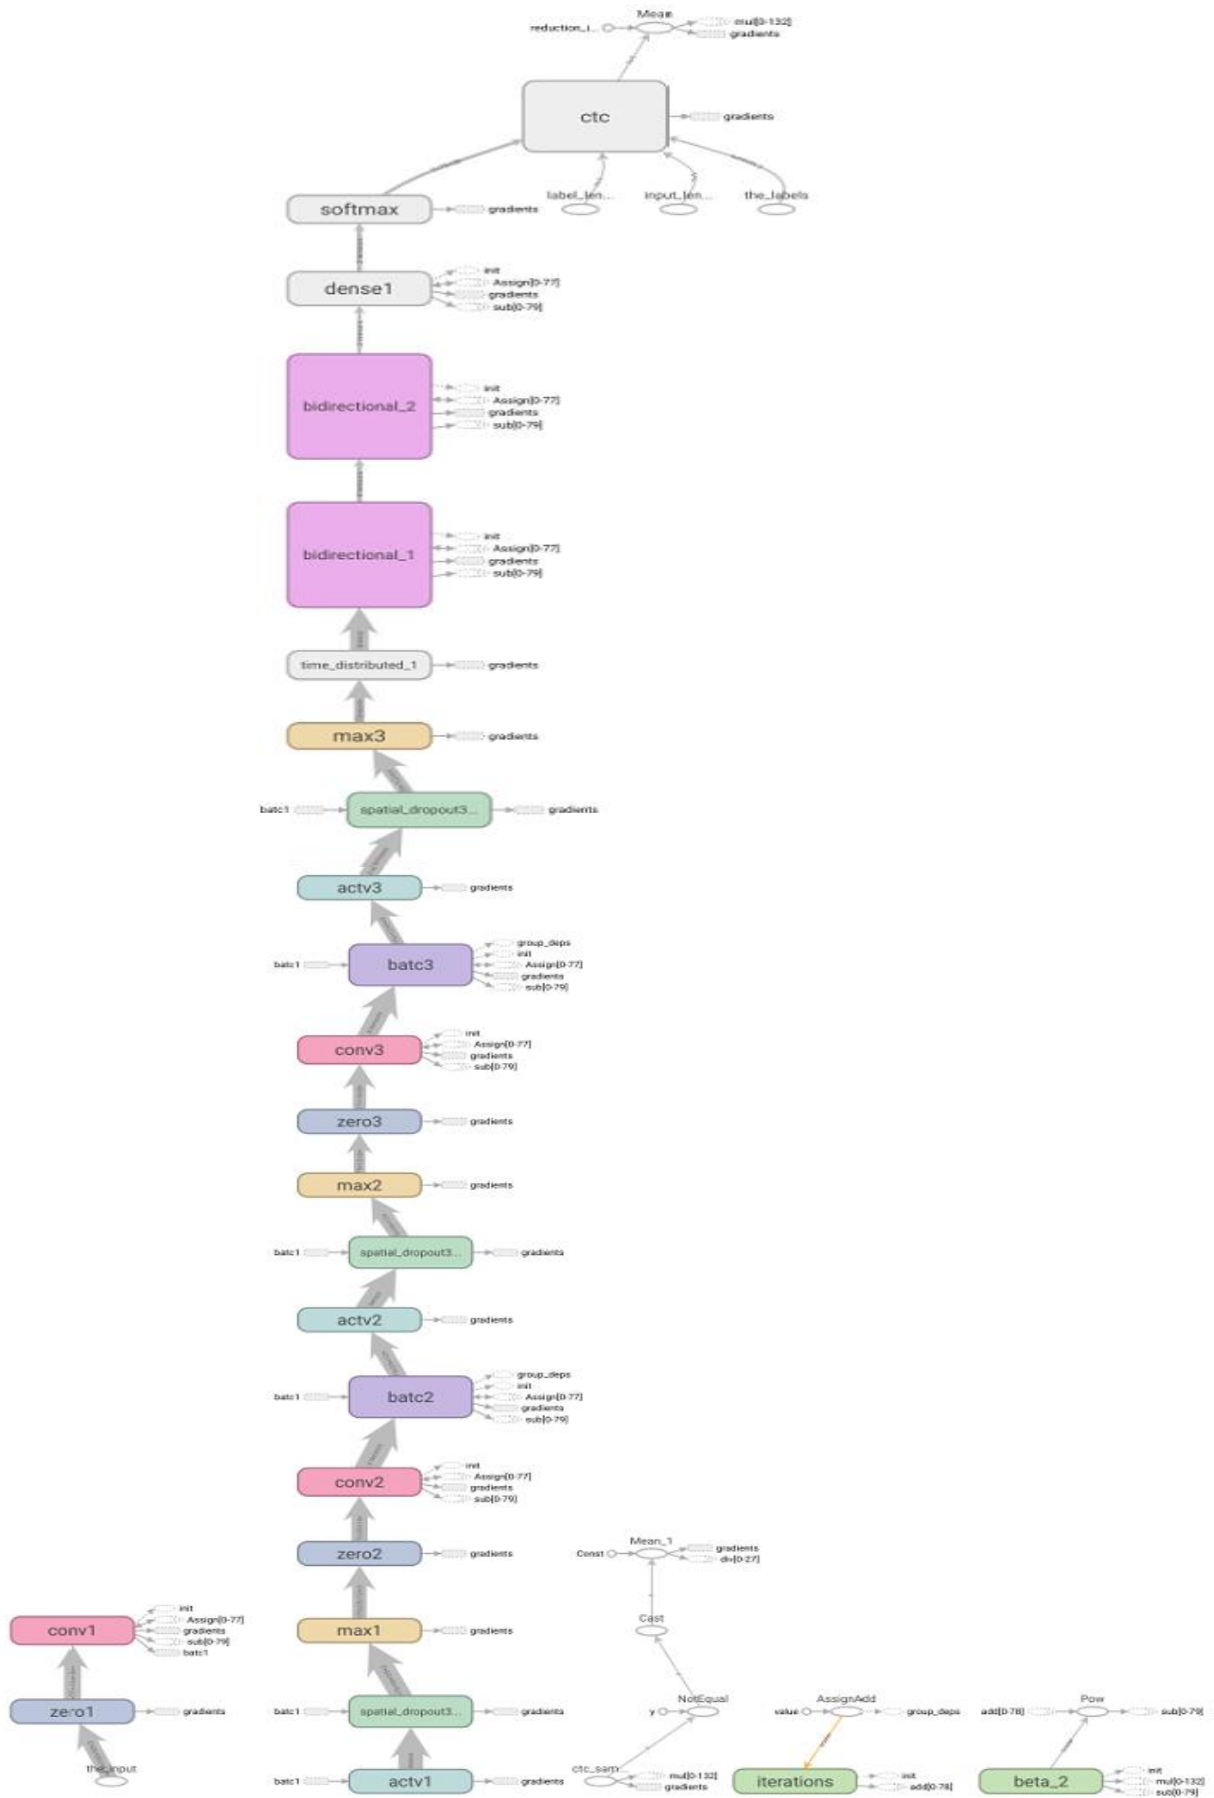 Mean
reduction_i...
mul[0-132]
gradients
ctc
gradients
label_len...
input_len...
the_labels
softmax
gradients
dense1
init
Assign[0-77]
gradients
sub[0-79]
bidirectional_2
init
Assign[0-77]
gradients
sub[0-79]
bidirectional_1
init
Assign[0-77]
gradients
sub[0-79]
time_distributed_1
gradients
max3
gradients
batc1
spatial_dropout3...
gradients
actv3
gradients
batc1
batc3
group_deps
init
Assign[0-77]
gradients
sub[0-79]
conv3
init
Assign[0-77]
gradients
sub[0-79]
zero3
gradients
max2
gradients
batc1
spatial_dropout3...
gradients
actv2
gradients
batc1
batc2
group_deps
init
Assign[0-77]
gradients
sub[0-79]
conv2
init
Assign[0-77]
gradients
sub[0-79]
zero2
gradients
max1
gradients
batc1
spatial_dropout3...
gradients
batc1
actv1
gradients
conv1
init
Assign[0-77]
gradients
sub[0-79]
batc1
zero1
gradients
the_input
Mean_1
Const
gradients
div[0-27]
Cast
NotEqual
y
ctc_sam...
mul[0-132]
gradients
AssignAdd
value
group_deps
iterations
init
add[0-78]
Pow
add[0-78]
sub[0-79]
beta_2
init
mul[0-132]
sub[0-79]